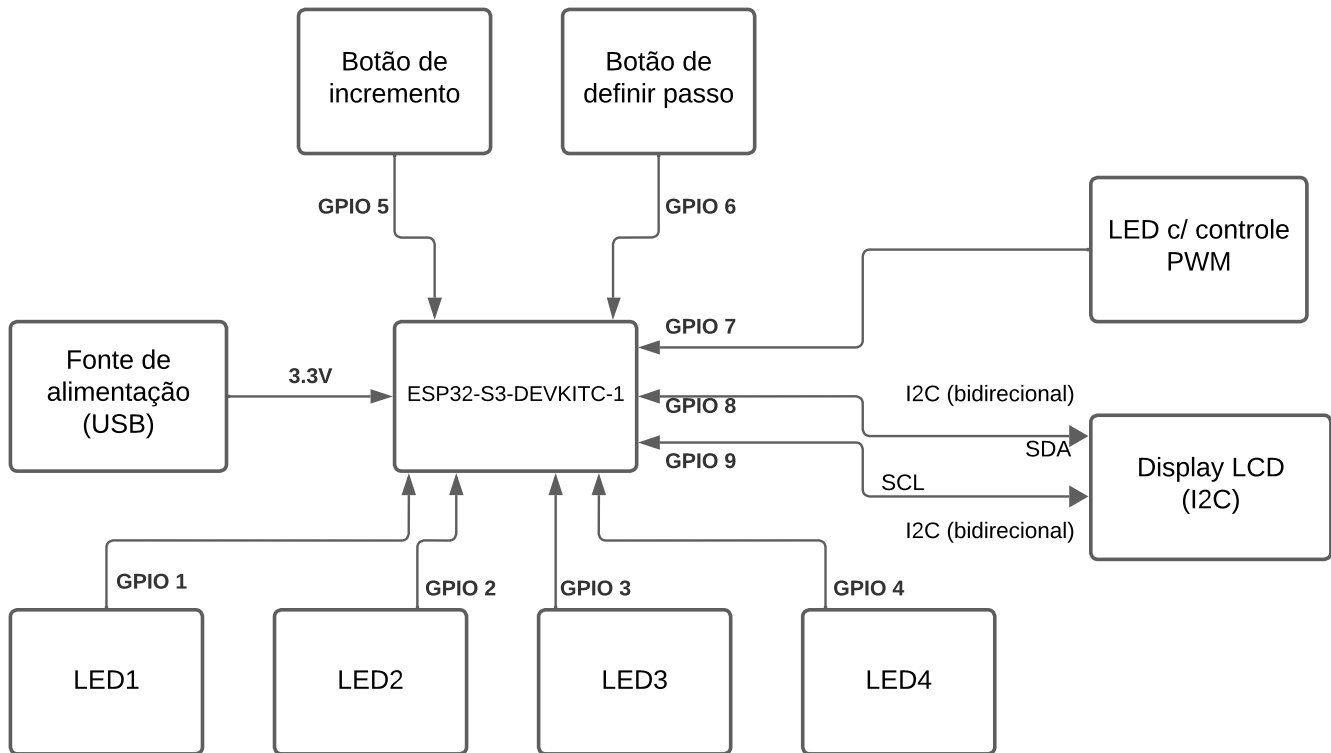 Botão de
incremento
Botão de
definir passo
GPIO 5
GPIO 6
LED c/ controle
PWM
GPIO 7
Fonte de
alimentação
(USB)
3.3V
ESP32-S3-DEVKITC-1
GPIO 8
I2C (bidirecional)
SDA
GPIO 9
SCL
I2C (bidirecional)
Display LCD
(I2C)
GPIO 1
GPIO 2
GPIO 3
GPIO 4
LED1
LED2
LED3
LED4